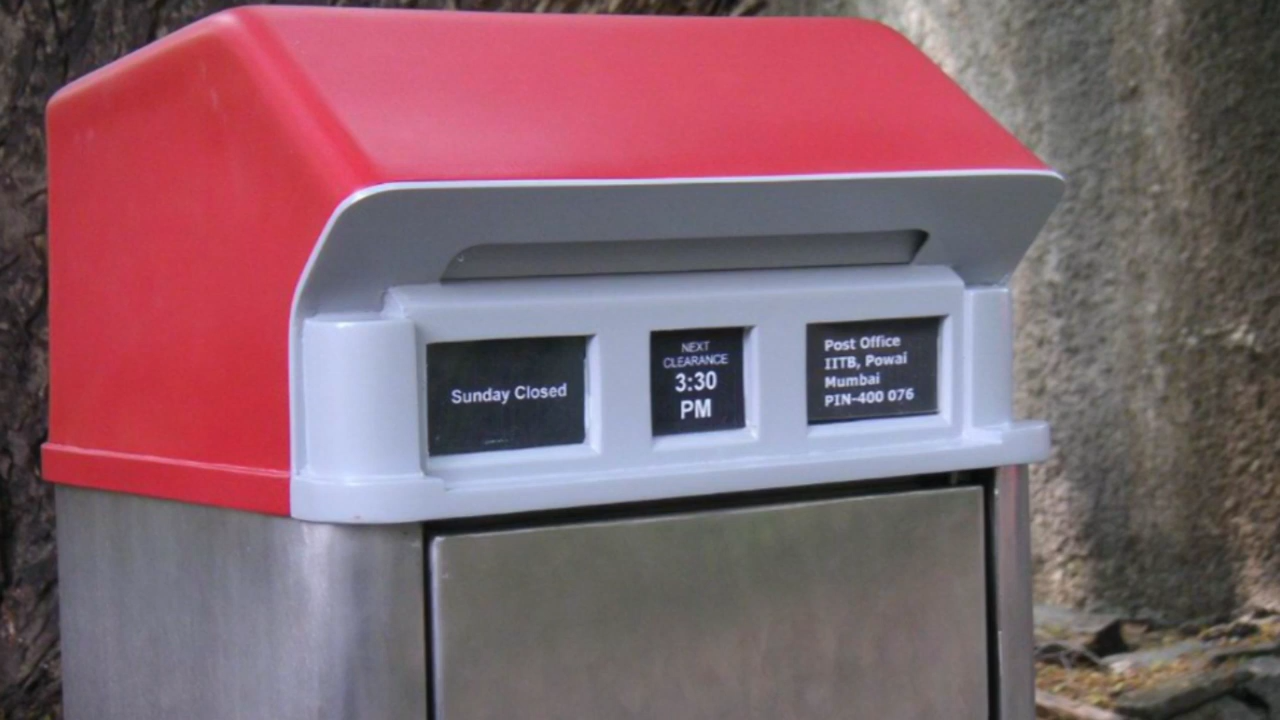 Sunday Closed
NEXT
CLEARANCE
3:30
PM
Post Office
IITB, Powai
Mumbai
PIN-400 076